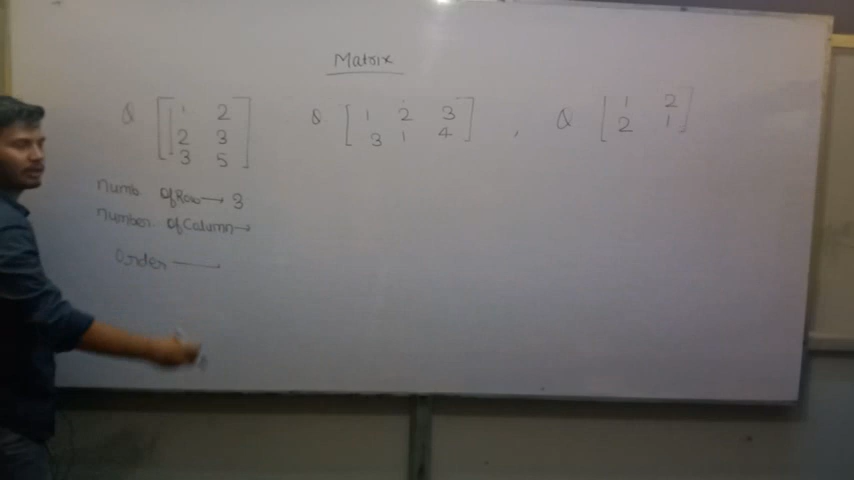 Matrix
Q [ 1 2 Q [ 1 2 3 ] , Q [ 1 2 ]
2 3 3 1 4 2 1
3 5 ]
Numb. of Row → 3
Number of Calumn →
Order →